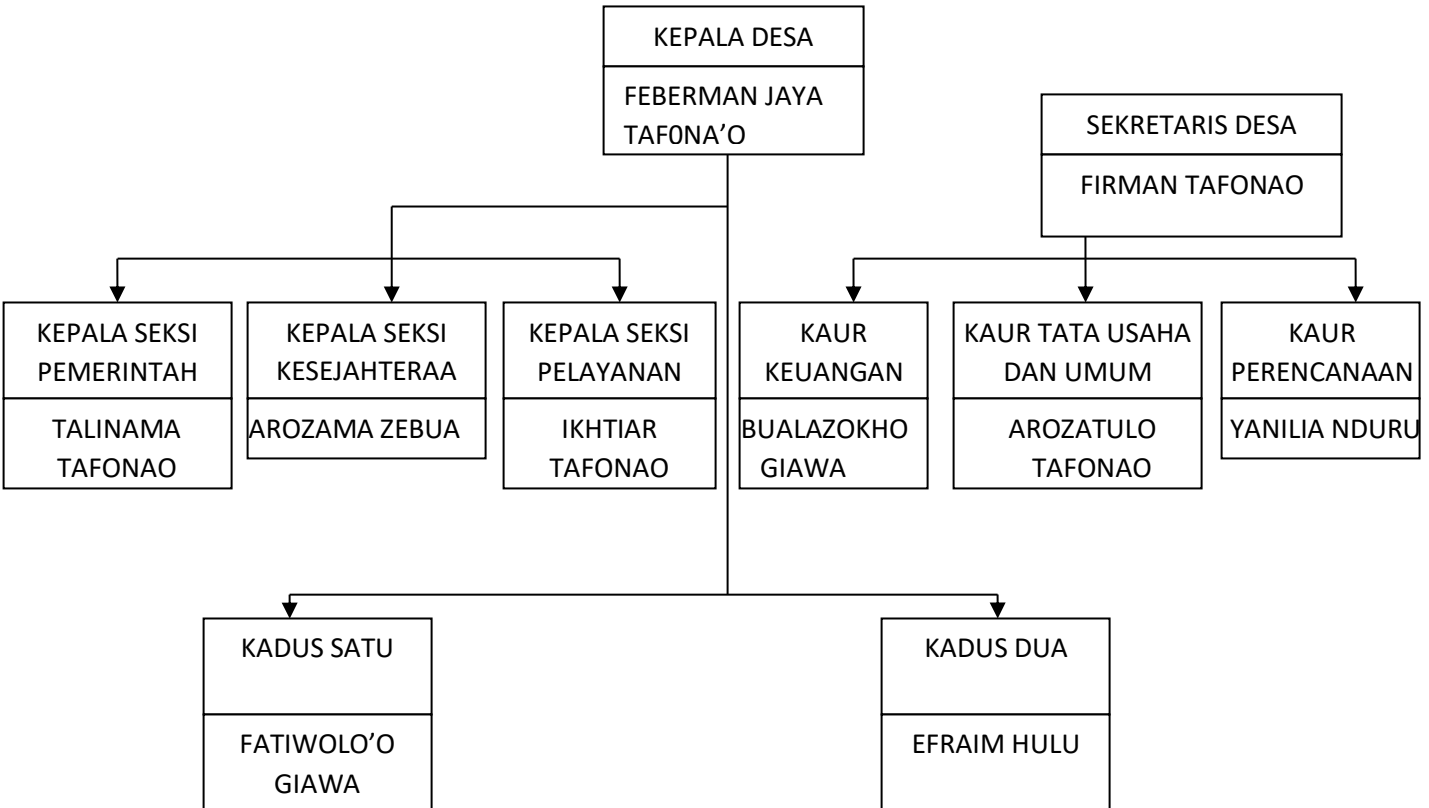 KEPALA DESA
FEBERMAN JAYA
TAF0NA’O
SEKRETARIS DESA
FIRMAN TAFONAO
KEPALA SEKSI
PEMERINTAH
TALINAMA
TAFONAO
KEPALA SEKSI
KESEJAHTERAA
AROZAMA ZEBUA
KEPALA SEKSI
PELAYANAN
IKHTIAR
TAFONAO
KAUR
KEUANGAN
BUALAZOKHO
GIAWA
KAUR TATA USAHA
DAN UMUM
AROZATULO
TAFONAO
KAUR
PERENCANAAN
YANILIA NDURU
KADUS SATU
FATIWOLO’O
GIAWA
KADUS DUA
EFRAIM HULU